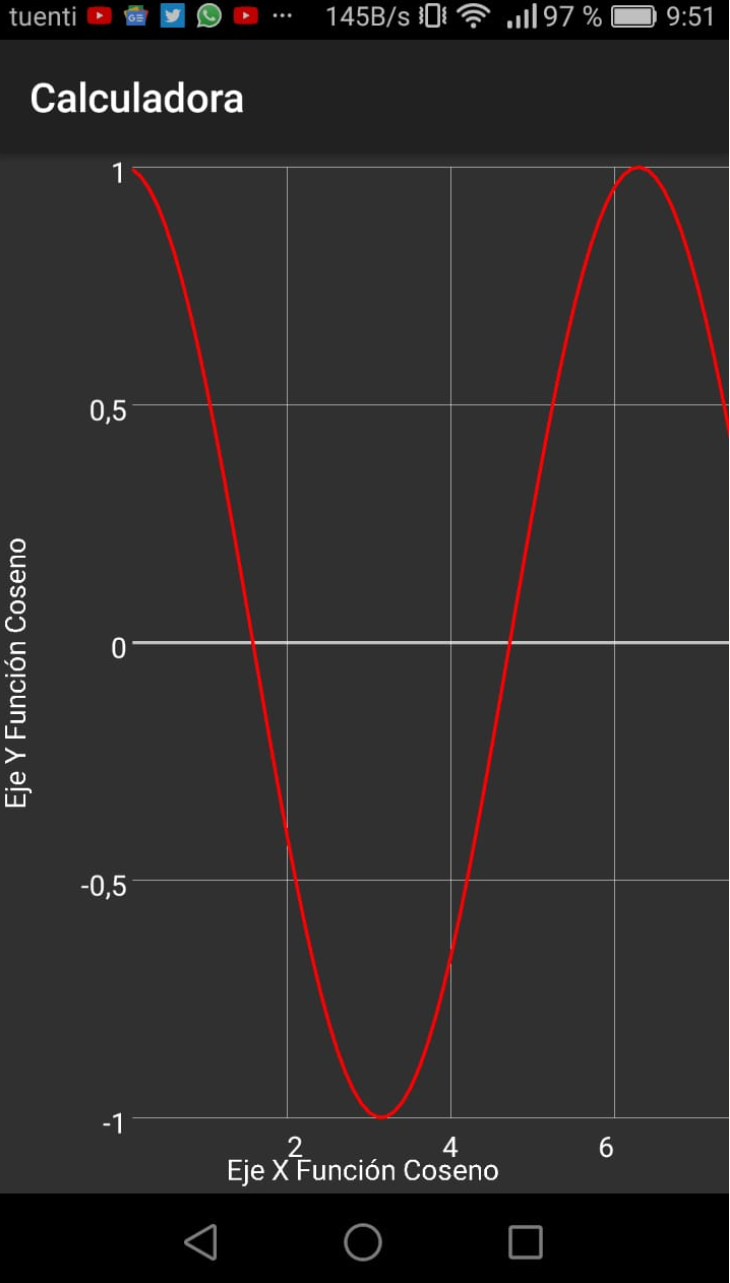 tuenti GE ... 145B/s 97 % 9:51
Calculadora
1
0,5
0
-0,5
-1
Eje Y Función Coseno
2 4 6
Eje X Función Coseno